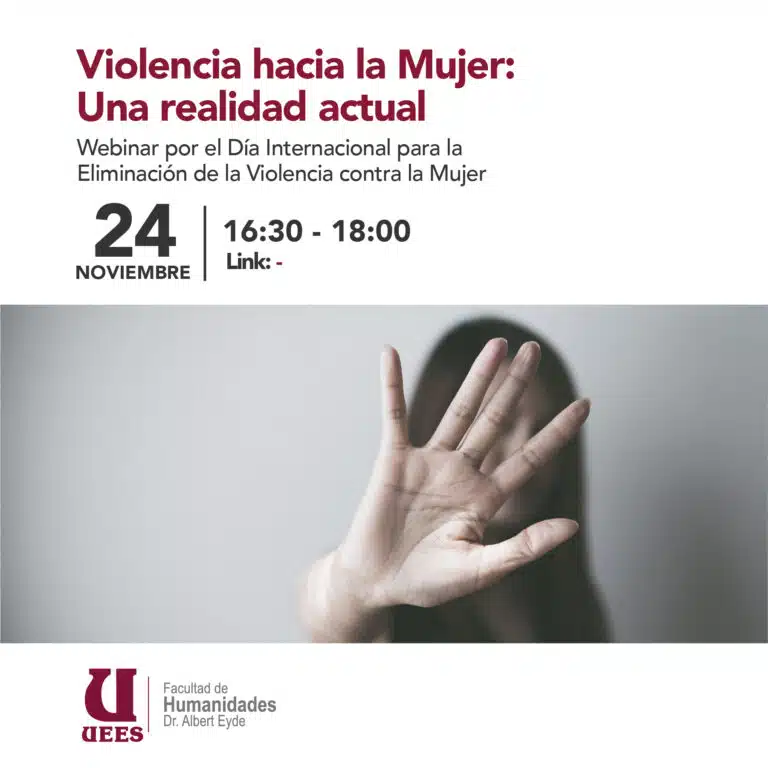 Violencia hacia la Mujer:
Una realidad actual
Webinar por el Día Internacional para la
Eliminación de la Violencia contra la Mujer
24
NOVIEMBRE
16:30 - 18:00
Link: -
U
UEES
Facultad de
Humanidades
Dr. Albert Eyde